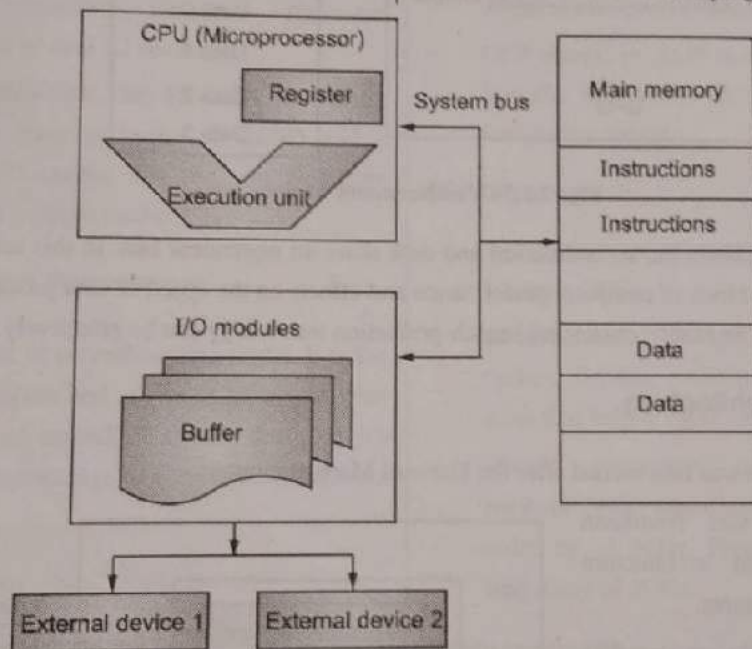 CPU (Microprocessor)
Register
Execution unit
System bus
Main memory
Instructions
Instructions
Data
Data
I/O modules
Buffer
External device 1
External device 2